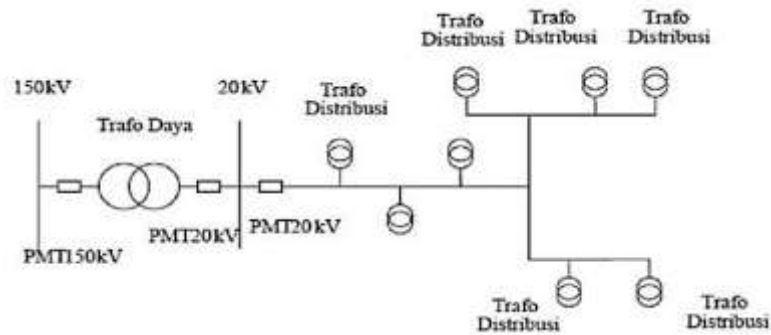 Trafo
Distribusi
Trafo
Distribusi
Trafo
Distribusi
150kV
20kV
Trafo
Distribusi
Trafo Daya
PMT150kV
PMT20kV
PMT20kV
Trafo
Distribusi
Trafo
Distribusi